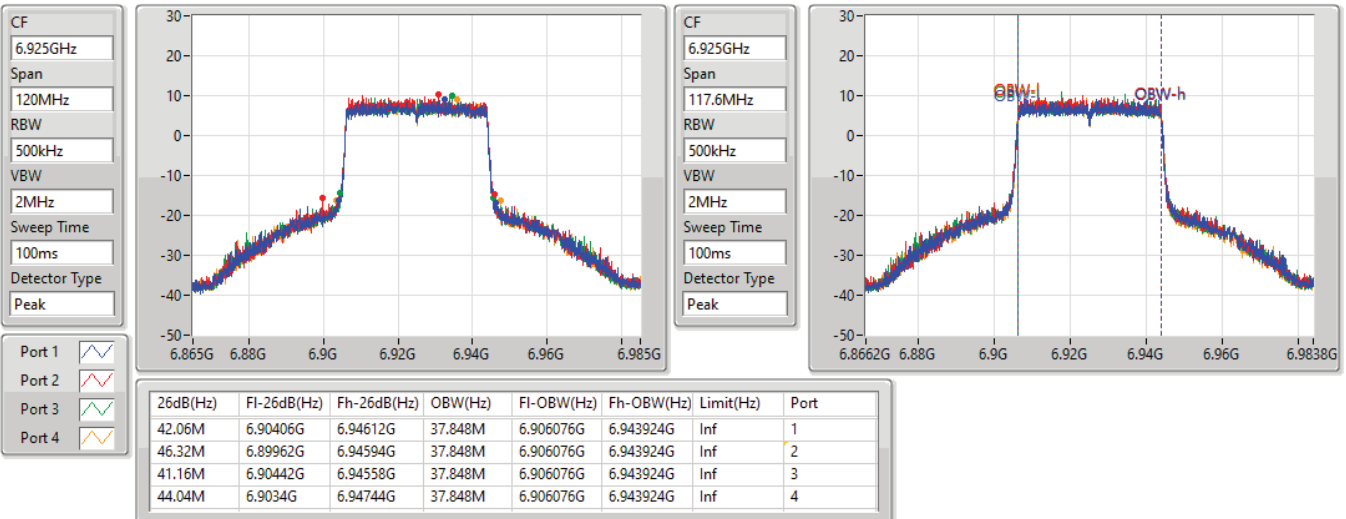 CF
6.925GHz
Span
120MHz
RBW
500kHz
VBW
2MHz
Sweep Time
100ms
Detector Type
Peak
Port 1
Port 2
Port 3
Port 4
30
20
10
0
-10
-20
-30
-40
-50
6.865G 6.88G 6.9G 6.92G 6.94G 6.96G 6.985G
CF
6.925GHz
Span
117.6MHz
RBW
500kHz
VBW
2MHz
Sweep Time
100ms
Detector Type
Peak
30
20
10
0
-10
-20
-30
-40
-50
OBW-l
OBW-h
6.8662G 6.88G 6.9G 6.92G 6.94G 6.96G 6.9838G
26dB(Hz) Fl-26dB(Hz) Fh-26dB(Hz) OBW(Hz) Fl-OBW(Hz) Fh-OBW(Hz) Limit(Hz) Port
42.06M 6.90406G 6.94612G 37.848M 6.906076G 6.943924G Inf 1
46.32M 6.89962G 6.94594G 37.848M 6.906076G 6.943924G Inf 2
41.16M 6.90442G 6.94558G 37.848M 6.906076G 6.943924G Inf 3
44.04M 6.9034G 6.94744G 37.848M 6.906076G 6.943924G Inf 4